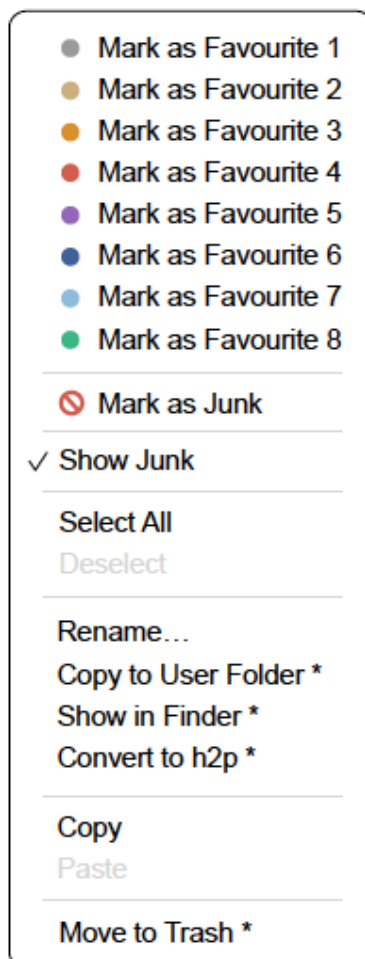 Mark as Favourite 1
Mark as Favourite 2
Mark as Favourite 3
Mark as Favourite 4
Mark as Favourite 5
Mark as Favourite 6
Mark as Favourite 7
Mark as Favourite 8
Mark as Junk
✓ Show Junk
Select All
Deselect
Rename…
Copy to User Folder *
Show in Finder *
Convert to h2p *
Copy
Paste
Move to Trash *